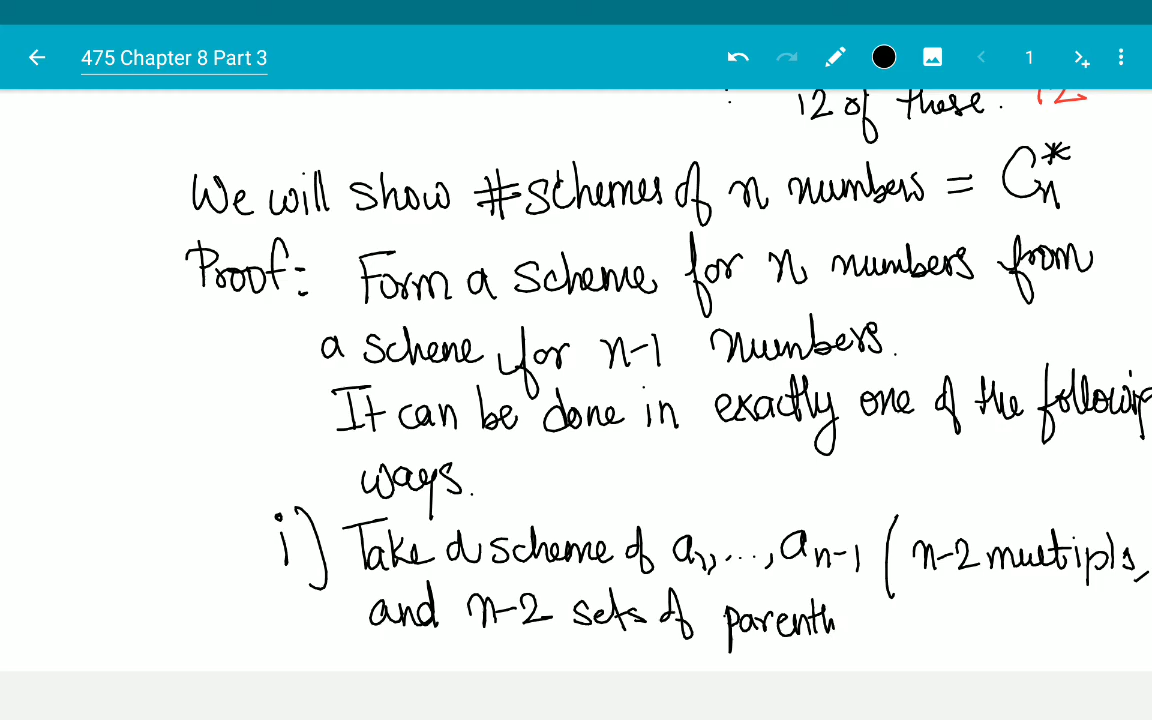 475 Chapter 8 Part 3
1
12 of these. 12
We will show #schemes of n numbers = C*n
Proof: Form a scheme for n numbers from
a scheme for n-1 numbers.
It can be done in exactly one of the following
ways.
i) Take a scheme of a1, ..., an-1 (n-2 multipls,
and n-2 sets of parenth